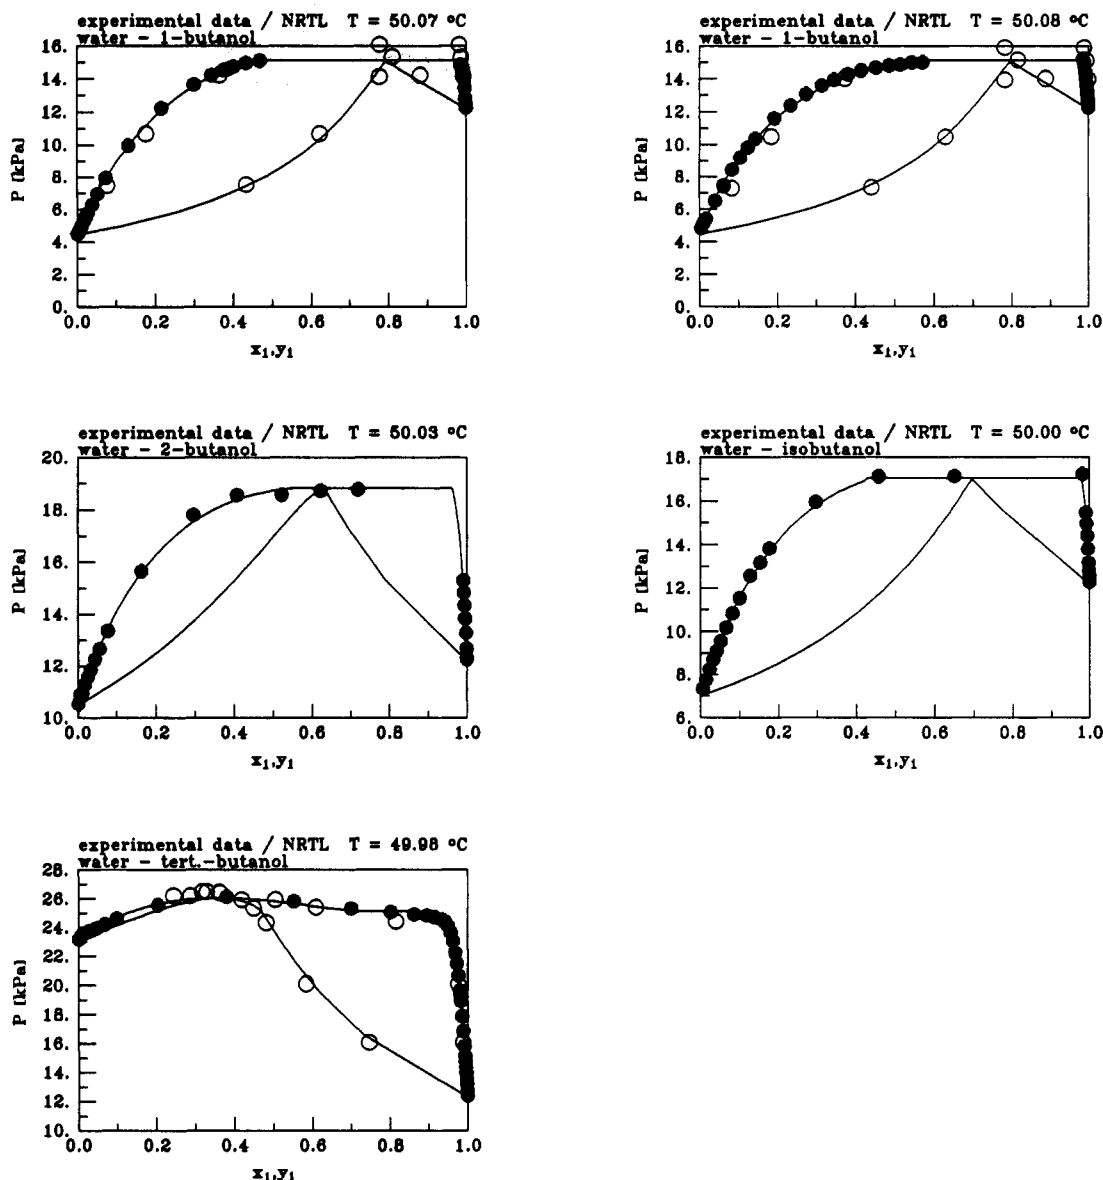 experimental data / NRTL T = 50.07 °C
water - 1-butanol
16.
14.
12.
10.
8.
6.
4.
2.
0.
P [kPa]
0.0 0.2 0.4 0.6 0.8 1.0
x₁,y₁
experimental data / NRTL T = 50.08 °C
water - 1-butanol
16.
14.
12.
10.
8.
6.
4.
2.
0.
P [kPa]
0.0 0.2 0.4 0.6 0.8 1.0
x₁,y₁
experimental data / NRTL T = 50.03 °C
water - 2-butanol
20.
18.
16.
14.
12.
10.
P [kPa]
0.0 0.2 0.4 0.6 0.8 1.0
x₁,y₁
experimental data / NRTL T = 50.00 °C
water - isobutanol
18.
16.
14.
12.
10.
8.
6.
P [kPa]
0.0 0.2 0.4 0.6 0.8 1.0
x₁,y₁
experimental data / NRTL T = 49.98 °C
water - tert.-butanol
28.
26.
24.
22.
20.
18.
16.
14.
12.
10.
P [kPa]
0.0 0.2 0.4 0.6 0.8 1.0
x₁,y₁